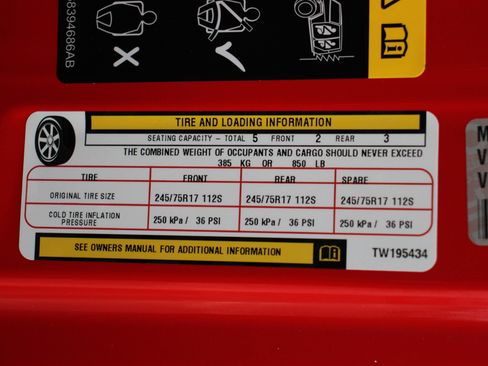 68394686AB
TIRE AND LOADING INFORMATION
SEATING CAPACITY - TOTAL 5 FRONT 2 REAR 3
THE COMBINED WEIGHT OF OCCUPANTS AND CARGO SHOULD NEVER EXCEED
385 KG OR 850 LB
TIRE FRONT REAR SPARE
ORIGINAL TIRE SIZE 245/75R17 112S 245/75R17 112S 245/75R17 112S
COLD TIRE INFLATION
PRESSURE 250 kPa / 36 PSI 250 kPa / 36 PSI 250 kPa / 36 PSI
SEE OWNERS MANUAL FOR ADDITIONAL INFORMATION TW195434
M
V
V